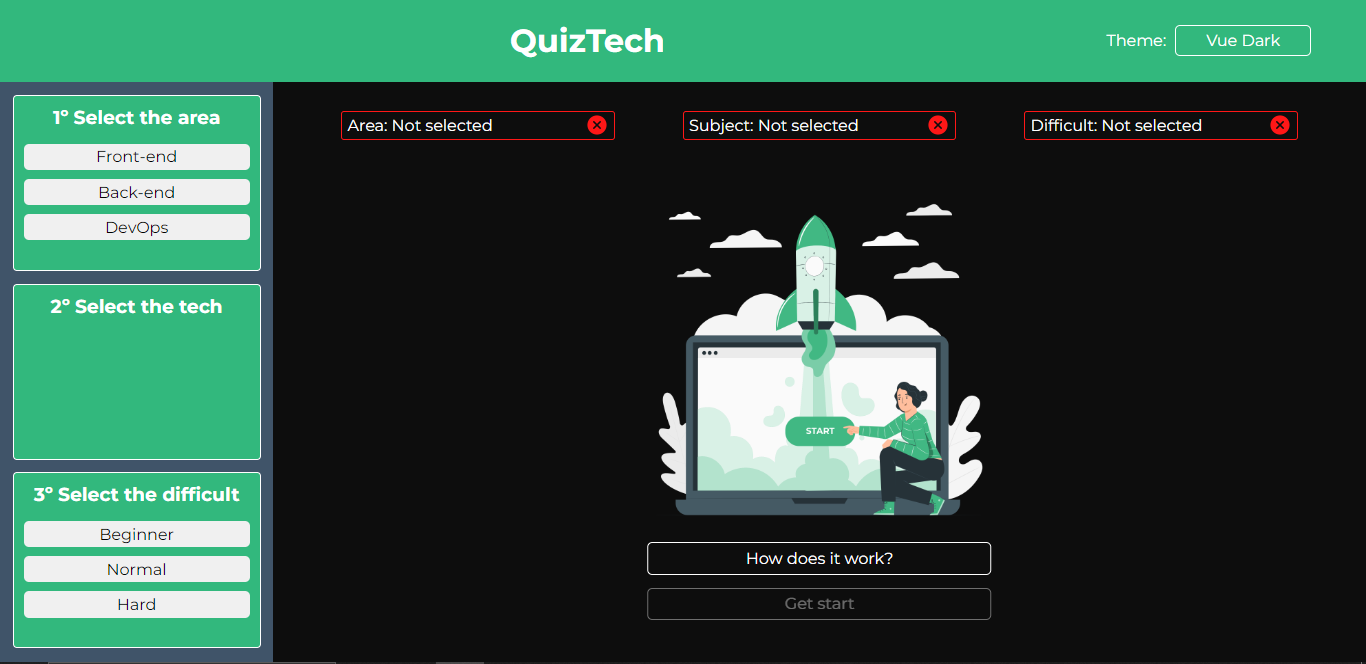 QuizTech
Theme: Vue Dark
1º Select the area
Front-end
Back-end
DevOps
2º Select the tech
3º Select the difficult
Beginner
Normal
Hard
Area: Not selected
Subject: Not selected
Difficult: Not selected
START
How does it work?
Get start